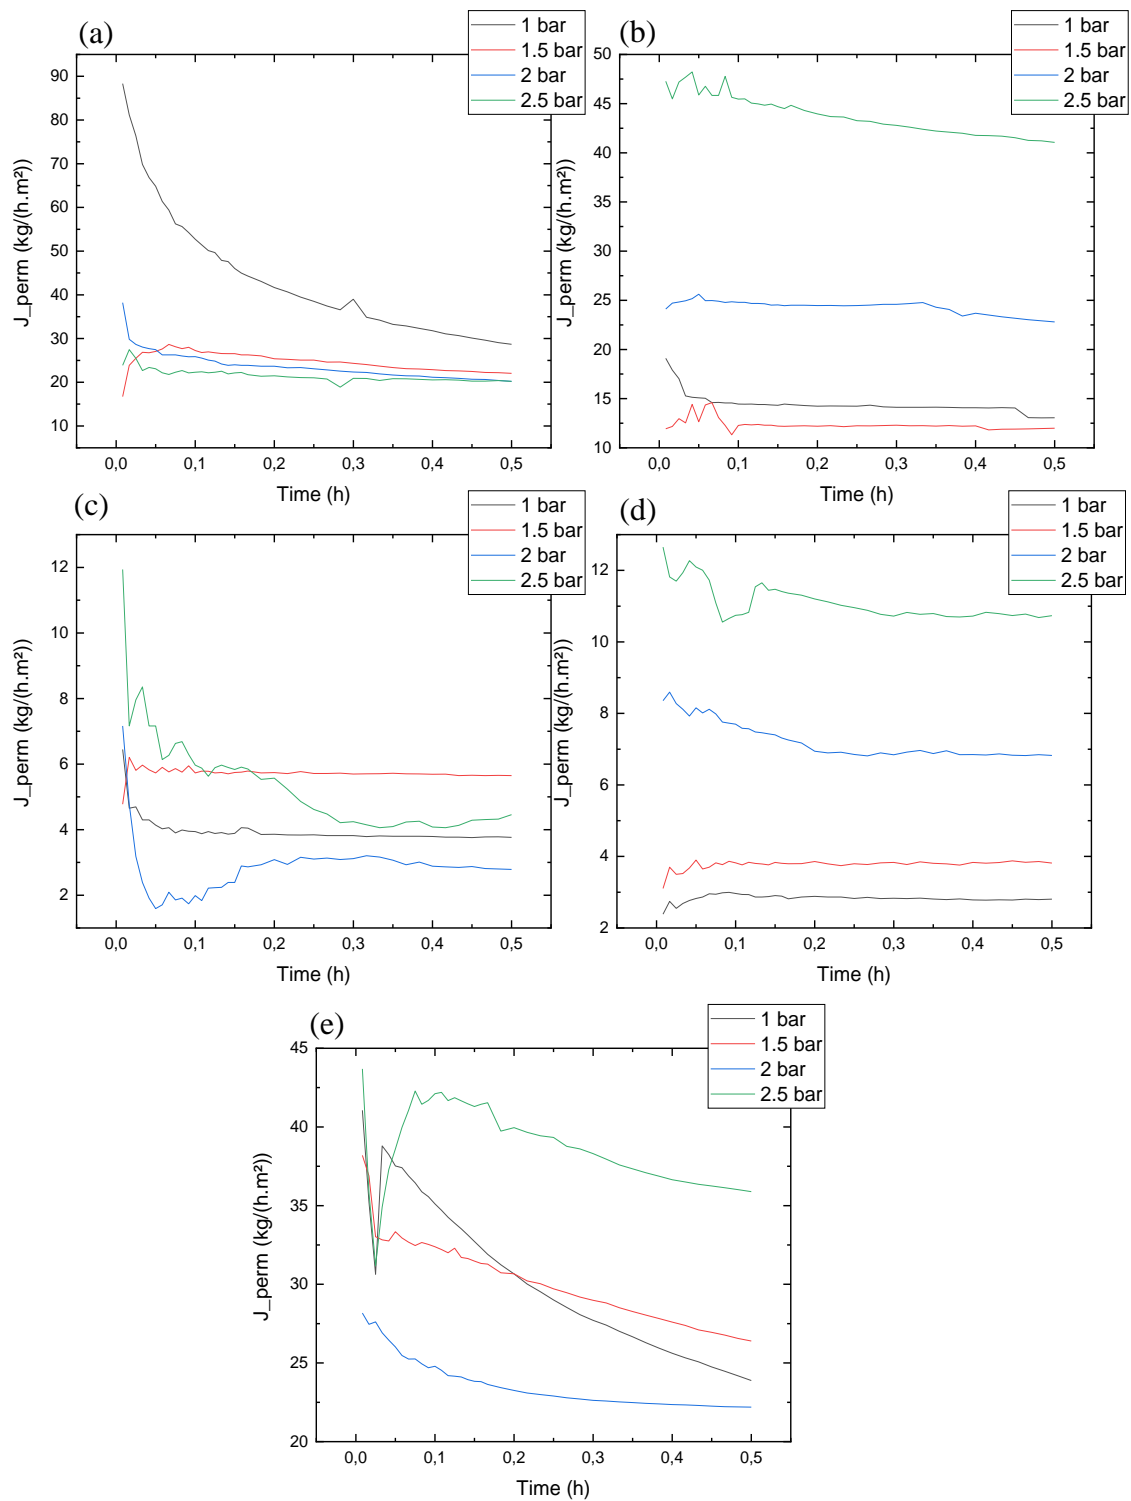 (a)
1 bar
1.5 bar
2 bar
2.5 bar
90
80
70
60
50
40
30
20
10
J_perm (kg/(h.m²))
0,0 0,1 0,2 0,3 0,4 0,5
Time (h)
(b)
1 bar
1.5 bar
2 bar
2.5 bar
50
45
40
35
30
25
20
15
10
J_perm (kg/(h.m²))
0,0 0,1 0,2 0,3 0,4 0,5
Time (h)
(c)
1 bar
1.5 bar
2 bar
2.5 bar
12
10
8
6
4
2
J_perm (kg/(h.m²))
0,0 0,1 0,2 0,3 0,4 0,5
Time (h)
(d)
1 bar
1.5 bar
2 bar
2.5 bar
12
10
8
6
4
2
J_perm (kg/(h.m²))
0,0 0,1 0,2 0,3 0,4 0,5
Time (h)
(e)
1 bar
1.5 bar
2 bar
2.5 bar
45
40
35
30
25
20
J_perm (kg/(h.m²))
0,0 0,1 0,2 0,3 0,4 0,5
Time (h)